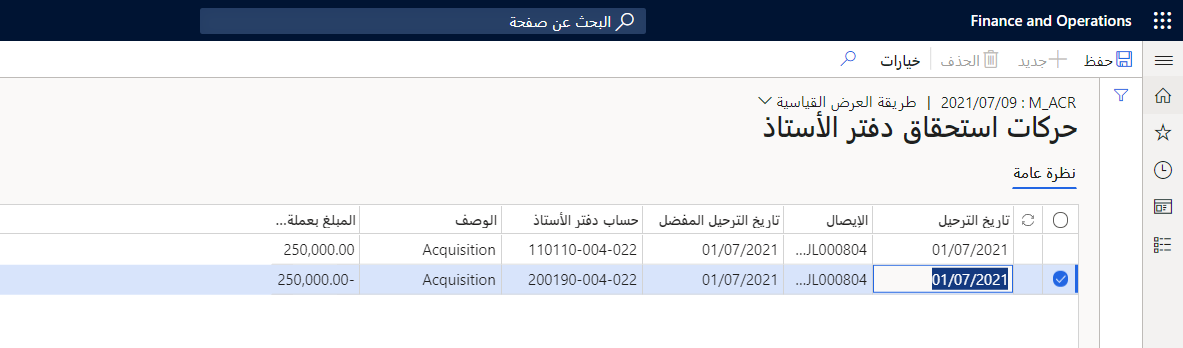 Finance and Operations
البحث عن صفحة
حفظ
جديد
الحذف
خيارات
2021/07/09 : M_ACR | طريقة العرض القياسية
حركات استحقاق دفتر الأستاذ
نظرة عامة
تاريخ الترحيل الإيصال تاريخ الترحيل المفضل حساب دفتر الأستاذ الوصف المبلغ بعملة...
01/07/2021 JL000804... 01/07/2021 110110-004-022 Acquisition 250,000.00
01/07/2021 JL000804... 01/07/2021 200190-004-022 Acquisition 250,000.00-